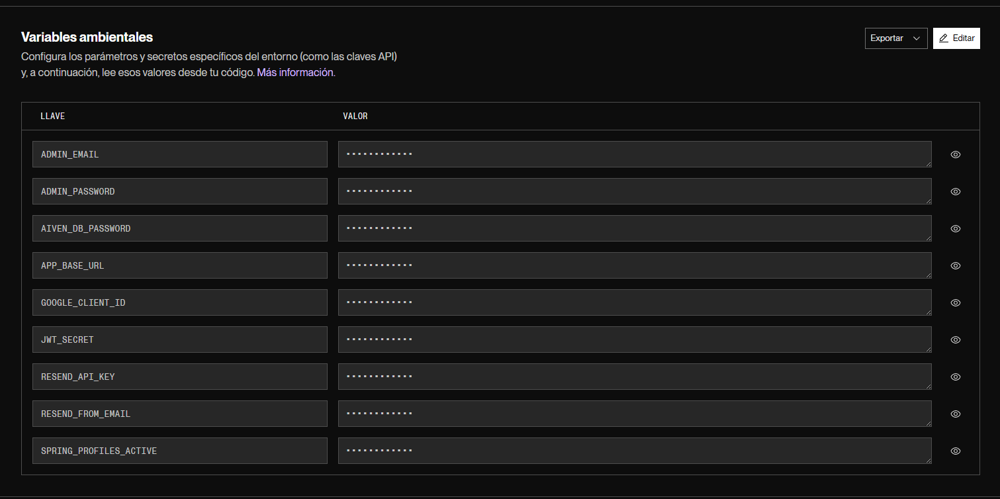 Variables ambientales
Exportar
Editar
Configura los parámetros y secretos específicos del entorno (como las claves API)
y, a continuación, lee esos valores desde tu código. Más información.
LLAVE
VALOR
ADMIN_EMAIL
••••••••••••
ADMIN_PASSWORD
••••••••••••
AIVEN_DB_PASSWORD
••••••••••••
APP_BASE_URL
••••••••••••
GOOGLE_CLIENT_ID
••••••••••••
JWT_SECRET
••••••••••••
RESEND_API_KEY
••••••••••••
RESEND_FROM_EMAIL
••••••••••••
SPRING_PROFILES_ACTIVE
••••••••••••